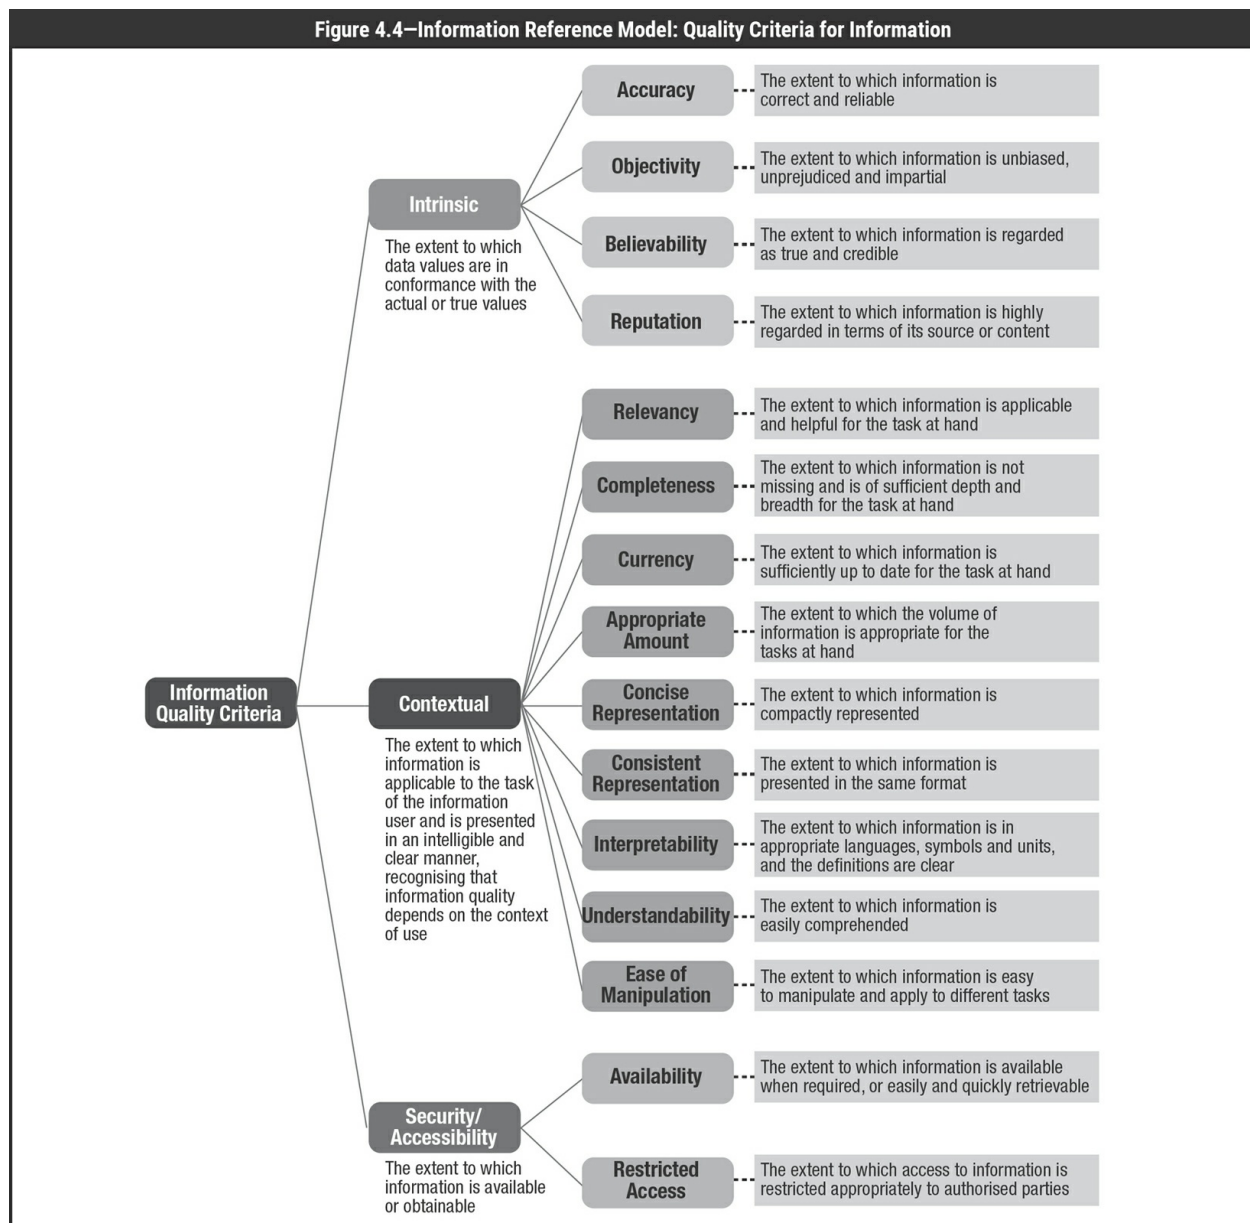 Figure 4.4—Information Reference Model: Quality Criteria for Information
Information
Quality Criteria
Intrinsic
The extent to which
data values are in
conformance with the
actual or true values
Accuracy
The extent to which information is
correct and reliable
Objectivity
The extent to which information is unbiased,
unprejudiced and impartial
Believability
The extent to which information is regarded
as true and credible
Reputation
The extent to which information is highly
regarded in terms of its source or content
Contextual
The extent to which
information is
applicable to the task
of the information
user and is presented
in an intelligible and
clear manner,
recognising that
information quality
depends on the context
of use
Relevancy
The extent to which information is applicable
and helpful for the task at hand
Completeness
The extent to which information is not
missing and is of sufficient depth and
breadth for the task at hand
Currency
The extent to which information is
sufficiently up to date for the task at hand
Appropriate
Amount
The extent to which the volume of
information is appropriate for the
tasks at hand
Concise
Representation
The extent to which information is
compactly represented
Consistent
Representation
The extent to which information is
presented in the same format
Interpretability
The extent to which information is in
appropriate languages, symbols and units,
and the definitions are clear
Understandability
The extent to which information is
easily comprehended
Ease of
Manipulation
The extent to which information is easy
to manipulate and apply to different tasks
Security/
Accessibility
The extent to which
information is available
or obtainable
Availability
The extent to which information is available
when required, or easily and quickly retrievable
Restricted
Access
The extent to which access to information is
restricted appropriately to authorised parties